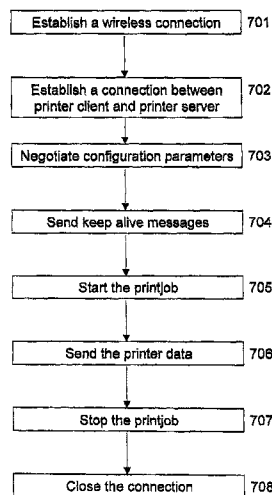 Establish a wireless connection 701
Establish a connection between 702
printer client and printer server
Negotiate configuration parameters 703
Send keep alive messages 704
Start the printjob 705
Send the printer data 706
Stop the printjob 707
Close the connection 708